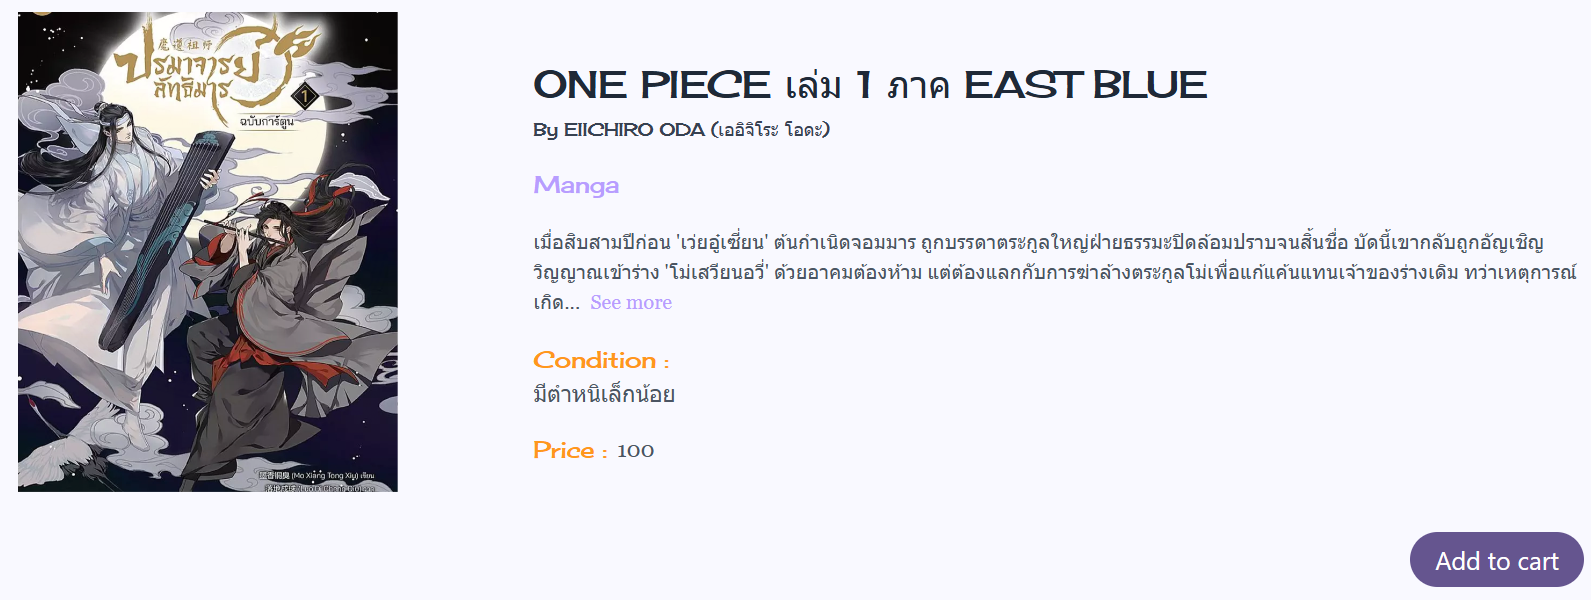 魔道祖师
ปรมาจารย์
ลัทธิมาร
1
ฉบับการ์ตูน
墨香铜臭 (Mo Xiang Tong Xiu) เขียน
ONE PIECE เล่ม 1 ภาค EAST BLUE
By EIICHIRO ODA (เออิจิโระ โอดะ)
Manga
เมื่อสิบสามปีก่อน 'เว่ยอู๋เซี่ยน' ต้นกำเนิดจอมมาร ถูกบรรดาตระกูลใหญ่ฝ่ายธรรมะปิดล้อมปราบจนสิ้นชื่อ บัดนี้เขากลับถูกอัญเชิญ
วิญญาณเข้าร่าง 'โม่เสวียนอวี่' ด้วยอาคมต้องห้าม แต่ต้องแลกกับการฆ่าล้างตระกูลโม่เพื่อแก้แค้นแทนเจ้าของร่างเดิม ทว่าเหตุการณ์
เกิด... See more
Condition :
มีตำหนิเล็กน้อย
Price : 100
Add to cart